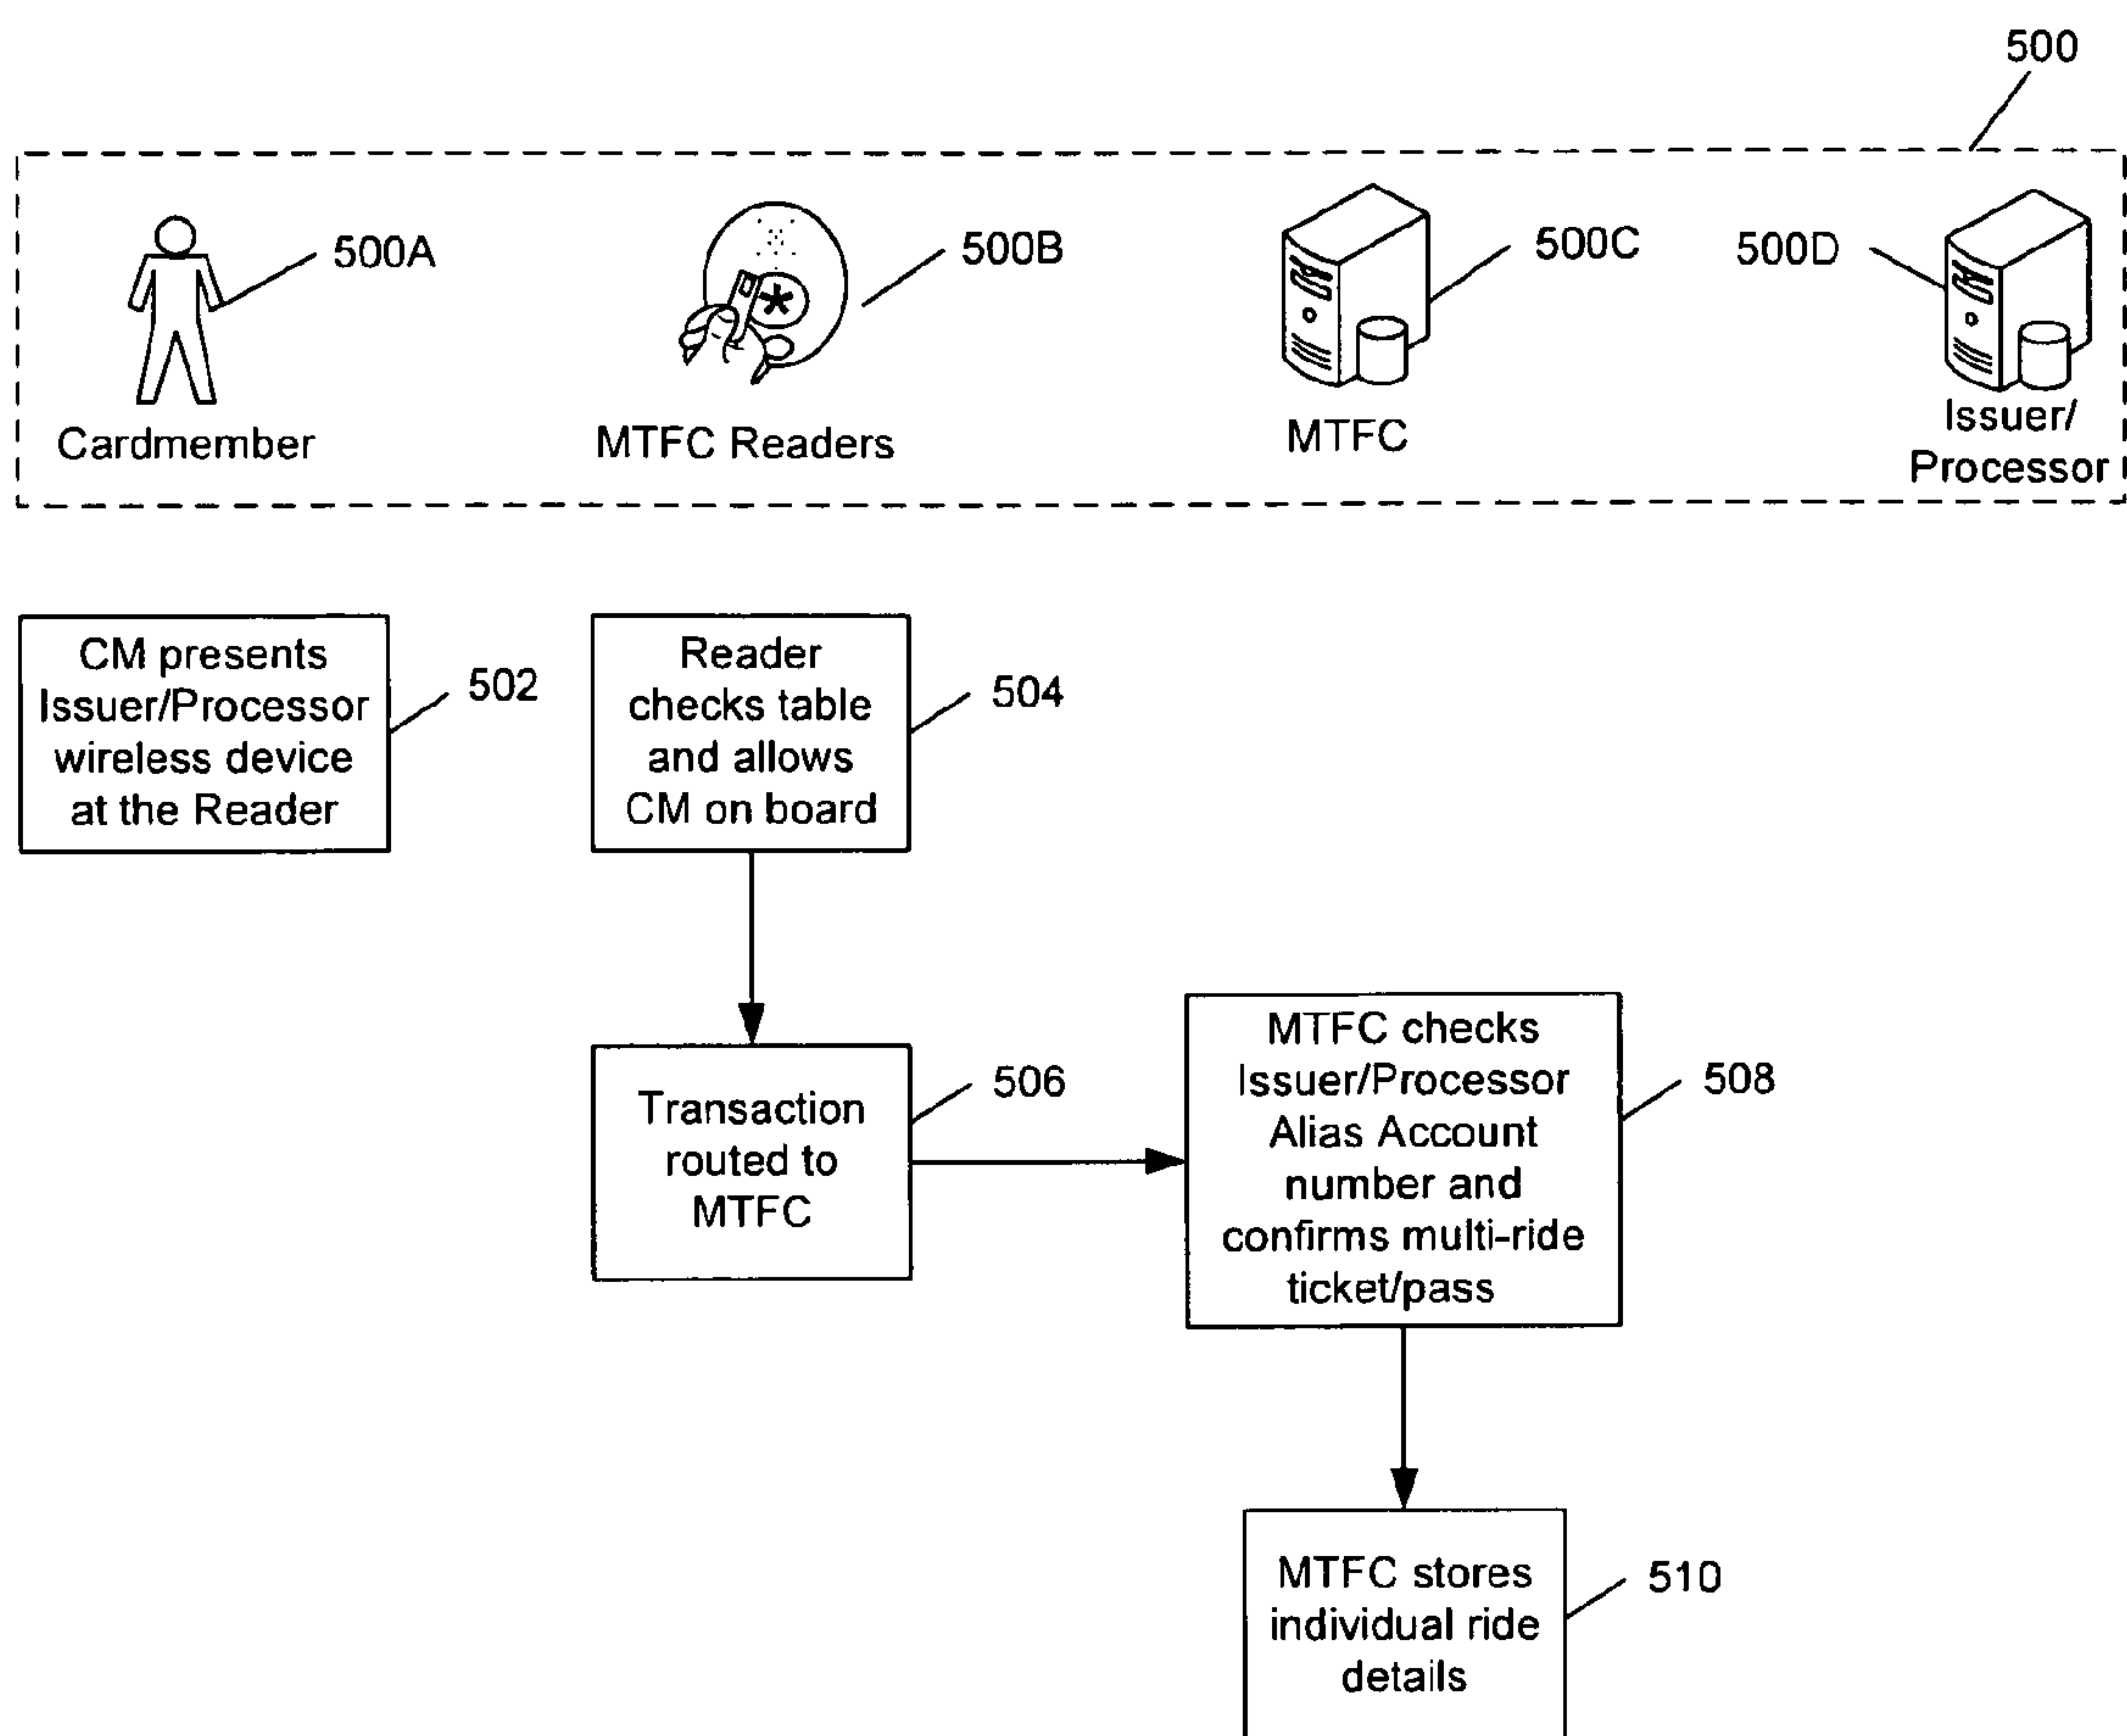 500
500A
500B
500C
500D
Cardmember
MTFC Readers
MTFC
Issuer/
Processor
CM presents
Issuer/Processor
wireless device
at the Reader
502
Reader
checks table
and allows
CM on board
504
Transaction
routed to
MTFC
506
MTFC checks
Issuer/Processor
Alias Account
number and
confirms multi-ride
ticket/pass
508
MTFC stores
individual ride
details
510